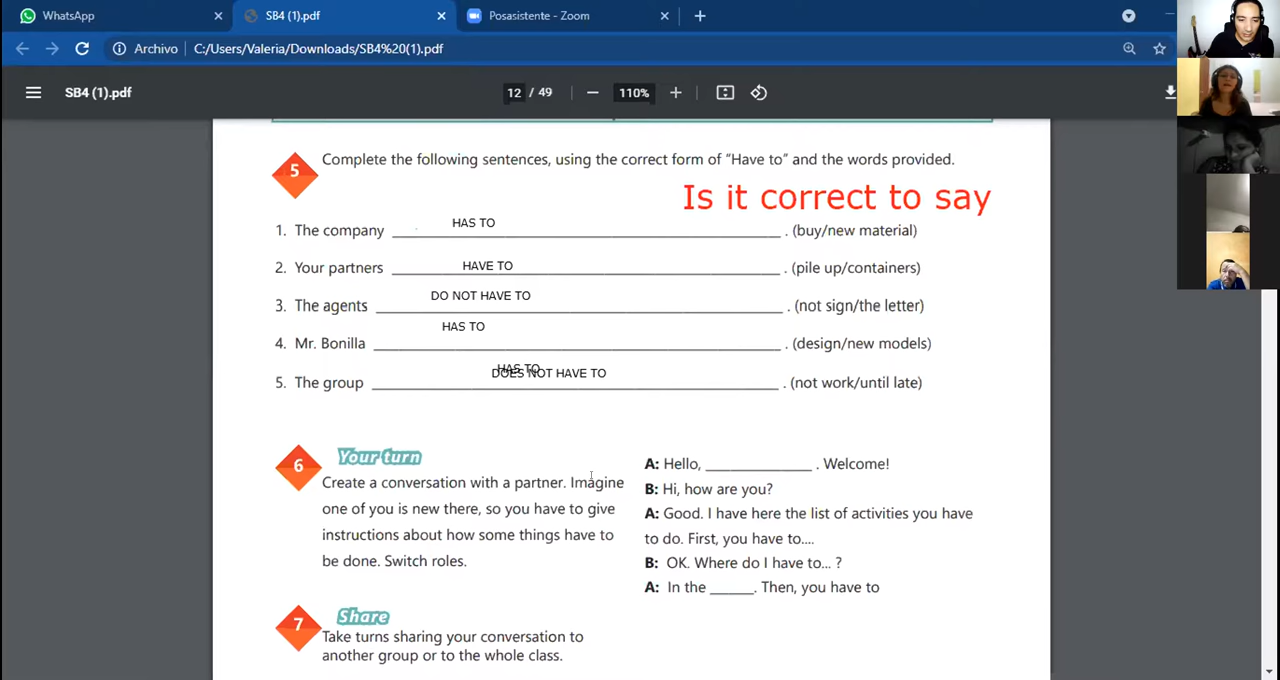 WhatsApp
SB4 (1).pdf
Posasistente - Zoom
Archivo
C:/Users/Valeria/Downloads/SB4%20(1).pdf
SB4 (1).pdf
12 / 49
110%
5
Complete the following sentences, using the correct form of “Have to” and the words provided.
Is it correct to say
1. The company HAS TO ____ . (buy/new material)
2. Your partners HAVE TO ____ . (pile up/containers)
3. The agents DO NOT HAVE TO ____ . (not sign/the letter)
4. Mr. Bonilla HAS TO ____ . (design/new models)
HAS TO
5. The group DOES NOT HAVE TO ____ . (not work/until late)
6
Your turn
Create a conversation with a partner. Imagine
one of you is new there, so you have to give
instructions about how some things have to
be done. Switch roles.
A: Hello, ______________ . Welcome!
B: Hi, how are you?
A: Good. I have here the list of activities you have
to do. First, you have to....
B: OK. Where do I have to... ?
A: In the ______. Then, you have to
7
Share
Take turns sharing your conversation to
another group or to the whole class.